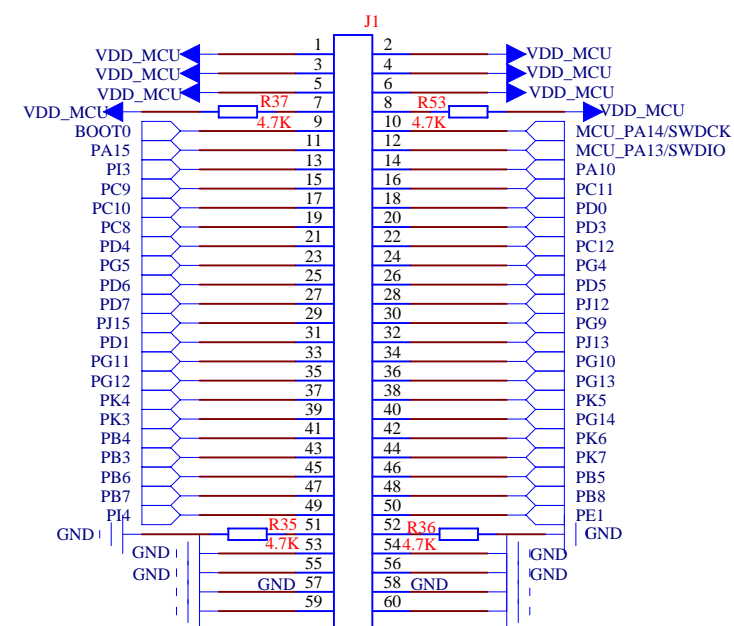 J1
VDD_MCU 1 2 VDD_MCU
VDD_MCU 3 4 VDD_MCU
VDD_MCU 5 6 VDD_MCU
VDD_MCU R37 4.7K 7 8 R53 4.7K VDD_MCU
BOOT0 9 10 MCU_PA14/SWDCK
PA15 11 12 MCU_PA13/SWDIO
PI3 13 14 PA10
PC9 15 16 PC11
PC10 17 18 PD0
PC8 19 20 PD3
PD4 21 22 PC12
PG5 23 24 PG4
PD6 25 26 PD5
PD7 27 28 PJ12
PJ15 29 30 PG9
PD1 31 32 PJ13
PG11 33 34 PG10
PG12 35 36 PG13
PK4 37 38 PK5
PK3 39 40 PG14
PB4 41 42 PK6
PB3 43 44 PK7
PB6 45 46 PB5
PB7 47 48 PB8
PI4 49 50 PE1
GND R35 4.7K 51 52 R36 4.7K GND
GND 53 54 GND
GND 55 56 GND
GND 57 58 GND
59 60